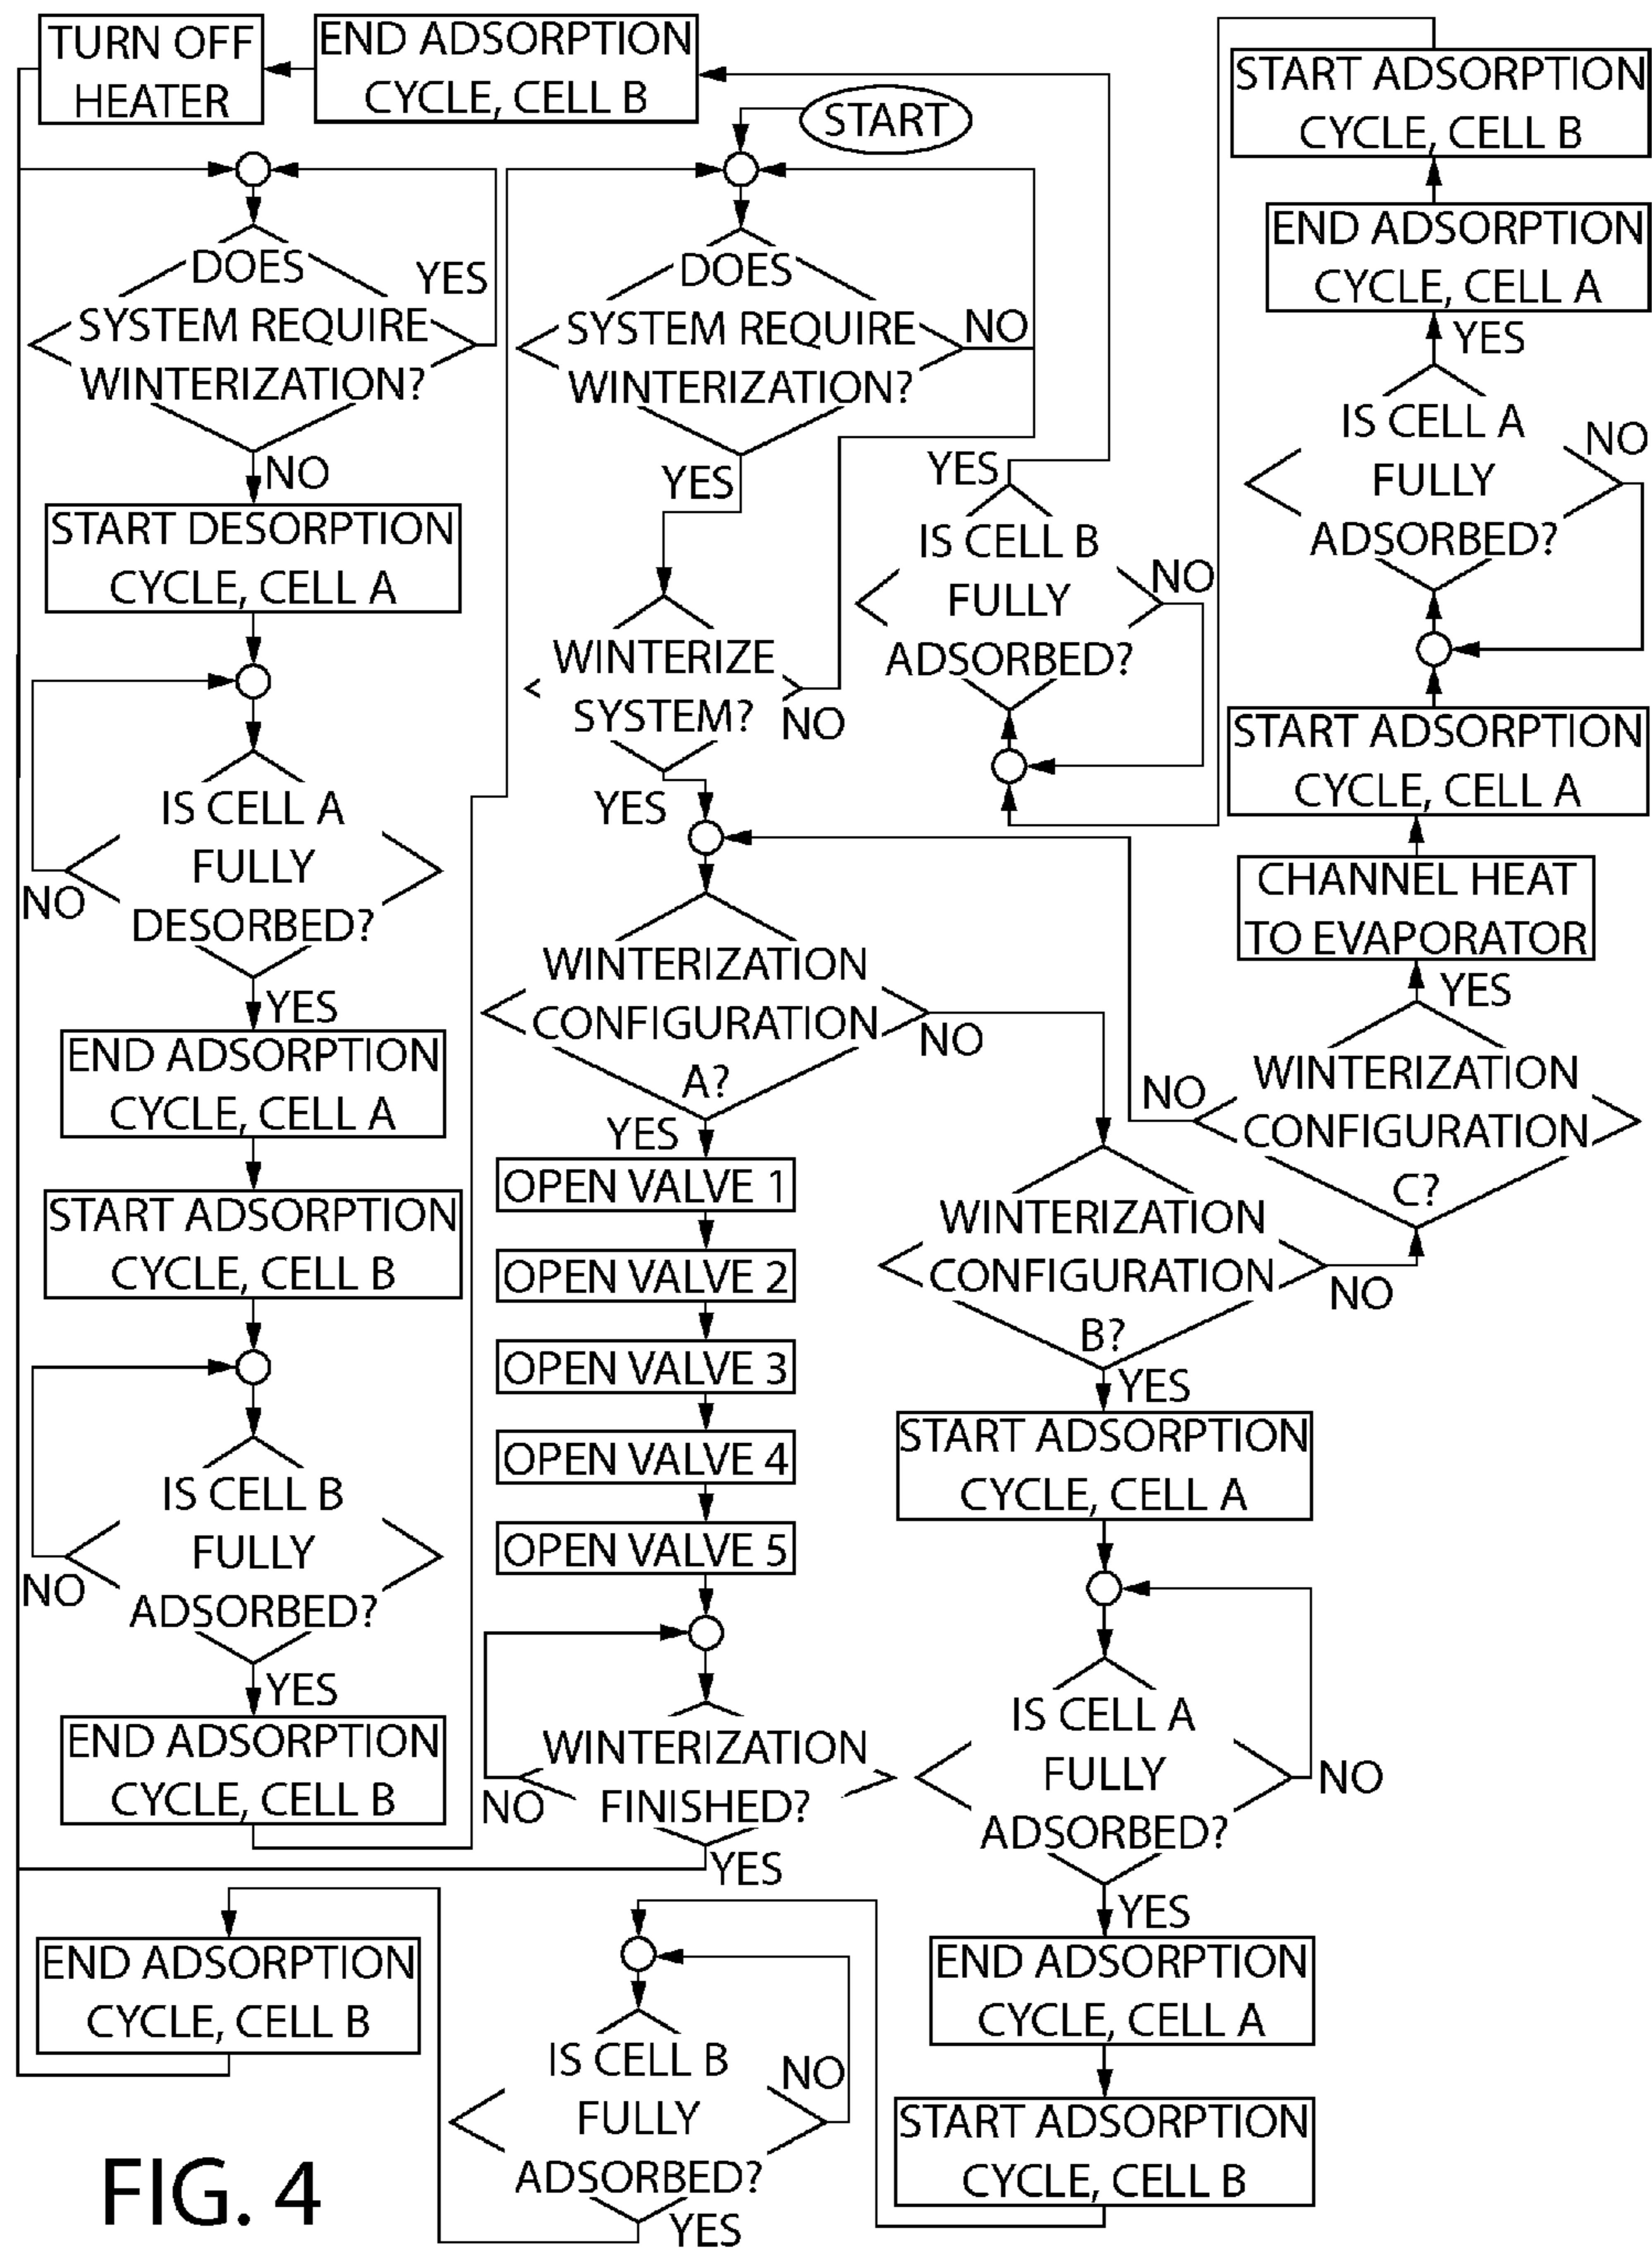 TURN OFF
HEATER
END ADSORPTION
CYCLE, CELL B
START
DOES
SYSTEM REQUIRE
WINTERIZATION?
YES
NO
START DESORPTION
CYCLE, CELL A
IS CELL A
FULLY
DESORBED?
NO
YES
END ADSORPTION
CYCLE, CELL A
START ADSORPTION
CYCLE, CELL B
IS CELL B
FULLY
ADSORBED?
NO
YES
END ADSORPTION
CYCLE, CELL B
END ADSORPTION
CYCLE, CELL B
DOES
SYSTEM REQUIRE
WINTERIZATION?
NO
YES
WINTERIZE
SYSTEM?
NO
YES
WINTERIZATION
CONFIGURATION
A?
NO
YES
OPEN VALVE 1
OPEN VALVE 2
OPEN VALVE 3
OPEN VALVE 4
OPEN VALVE 5
WINTERIZATION
FINISHED?
NO
YES
IS CELL B
FULLY
ADSORBED?
NO
YES
YES
IS CELL B
FULLY
ADSORBED?
NO
WINTERIZATION
CONFIGURATION
B?
NO
YES
START ADSORPTION
CYCLE, CELL A
IS CELL A
FULLY
ADSORBED?
NO
YES
END ADSORPTION
CYCLE, CELL A
START ADSORPTION
CYCLE, CELL B
START ADSORPTION
CYCLE, CELL B
END ADSORPTION
CYCLE, CELL A
YES
IS CELL A
FULLY
ADSORBED?
NO
START ADSORPTION
CYCLE, CELL A
CHANNEL HEAT
TO EVAPORATOR
YES
WINTERIZATION
CONFIGURATION
C?
NO
FIG. 4